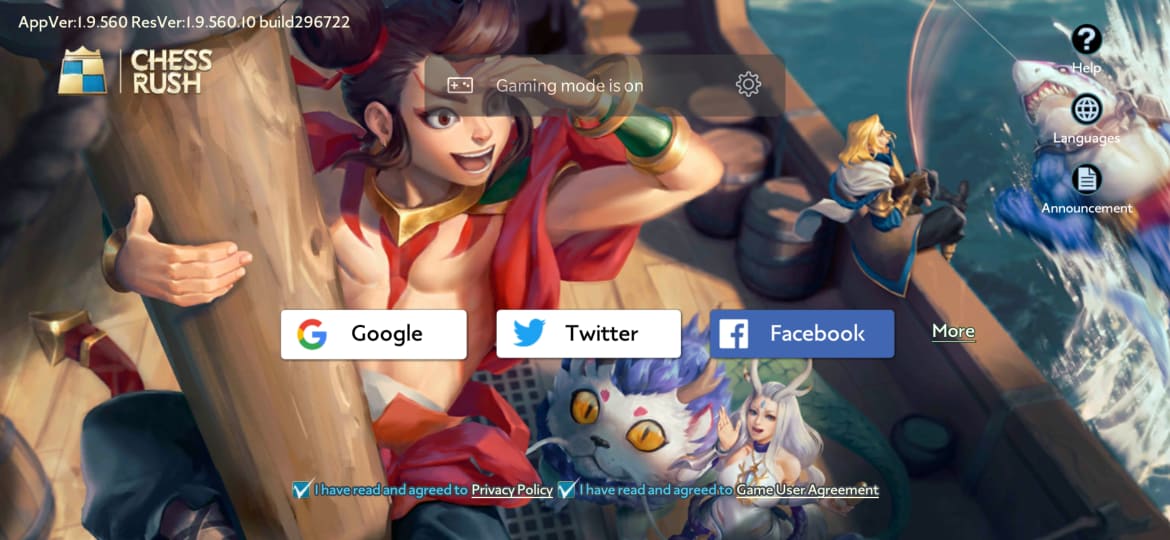 AppVer:1.9.560 ResVer:1.9.560.10 build296722
CHESS
RUSH
Gaming mode is on
Help
Languages
Announcement
Google
Twitter
Facebook
More
I have read and agreed to Privacy Policy I have read and agreed to Game User Agreement